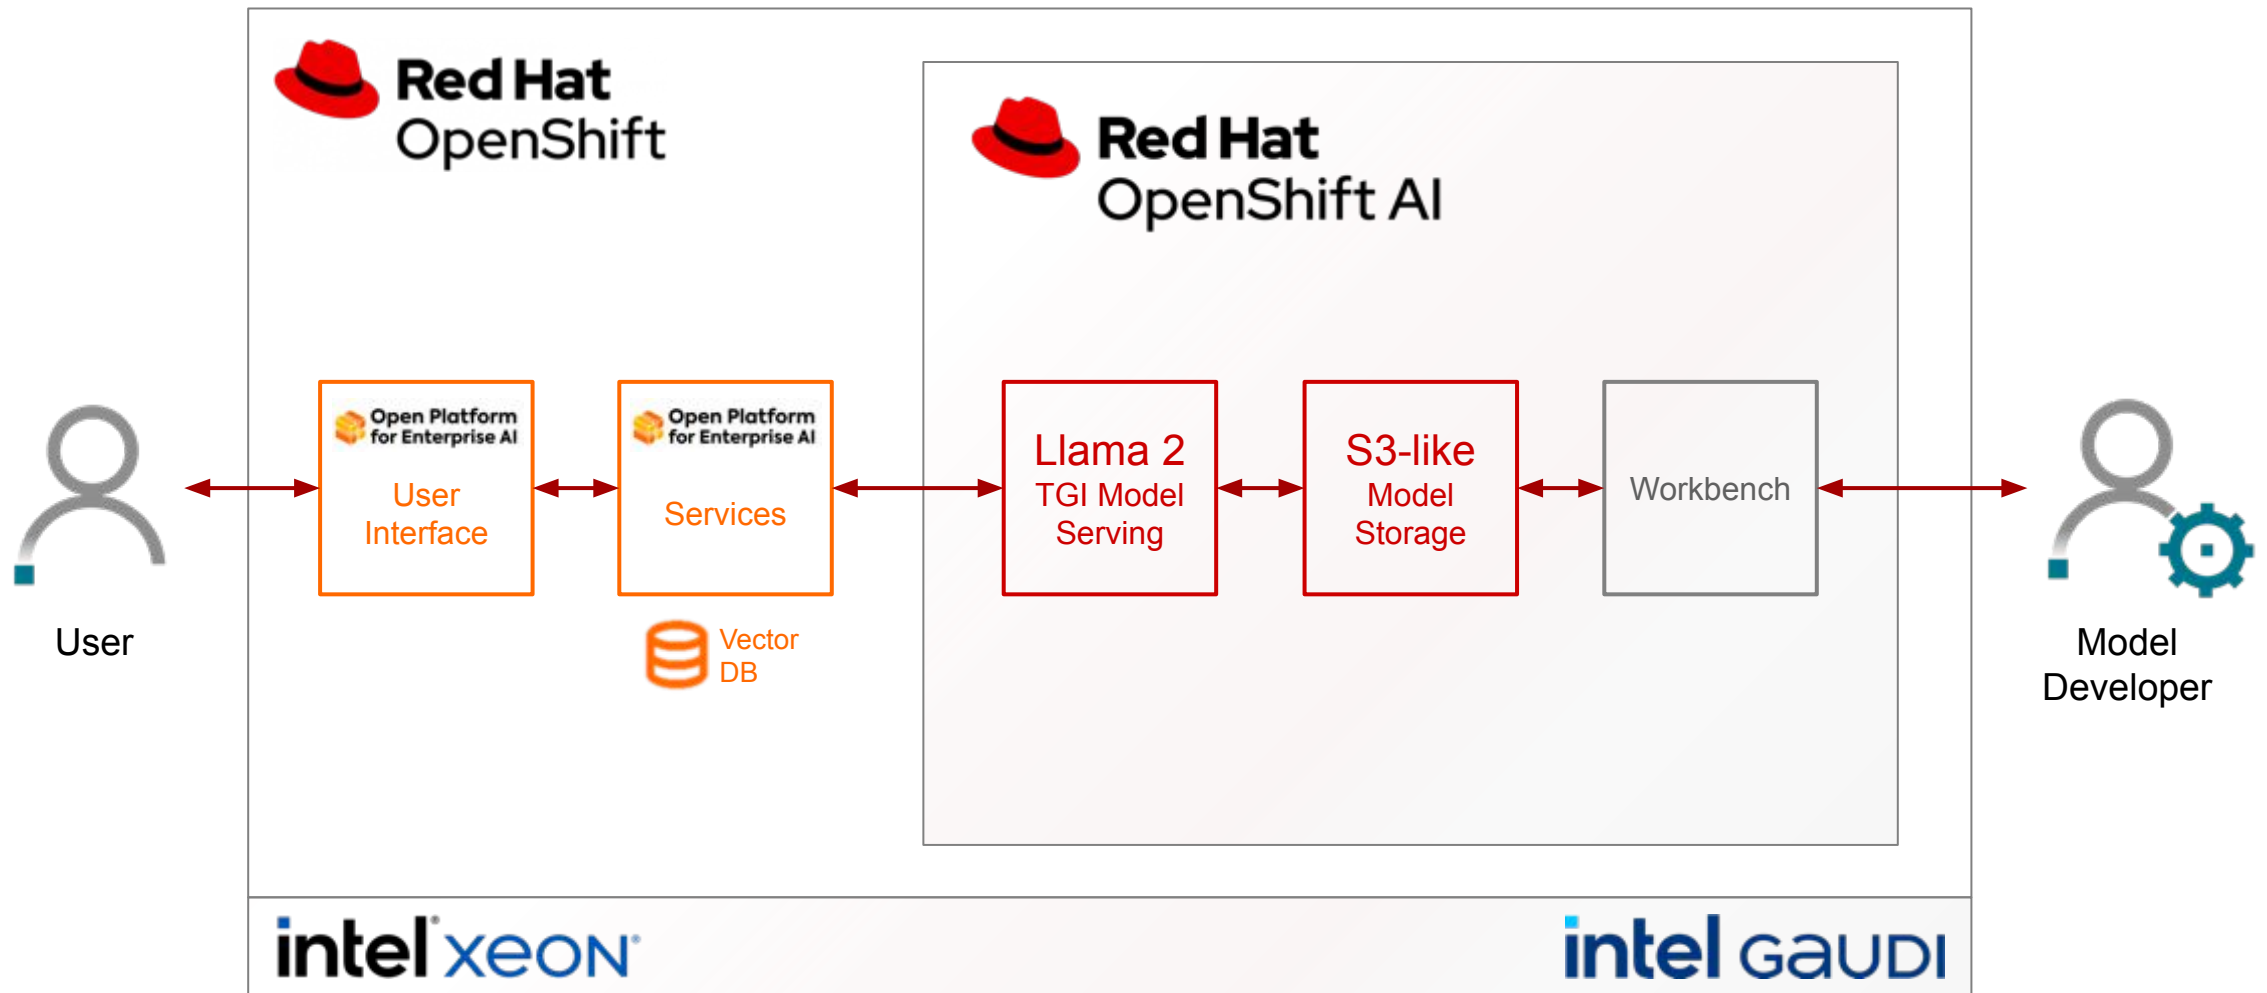 Red Hat
OpenShift
Red Hat
OpenShift AI
Open Platform
for Enterprise AI
User
Interface
Open Platform
for Enterprise AI
Services
Vector
DB
Llama 2
TGI Model
Serving
S3-like
Model
Storage
Workbench
User
Model
Developer
intel® xeon®
intel GAUDI